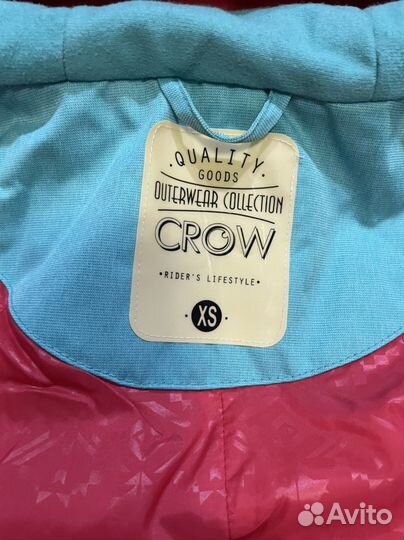 •QUALITY•
GOODS
OUTERWEAR COLLECTION
CROW
•RIDER'S LIFESTYLE•
•XS•
Avito